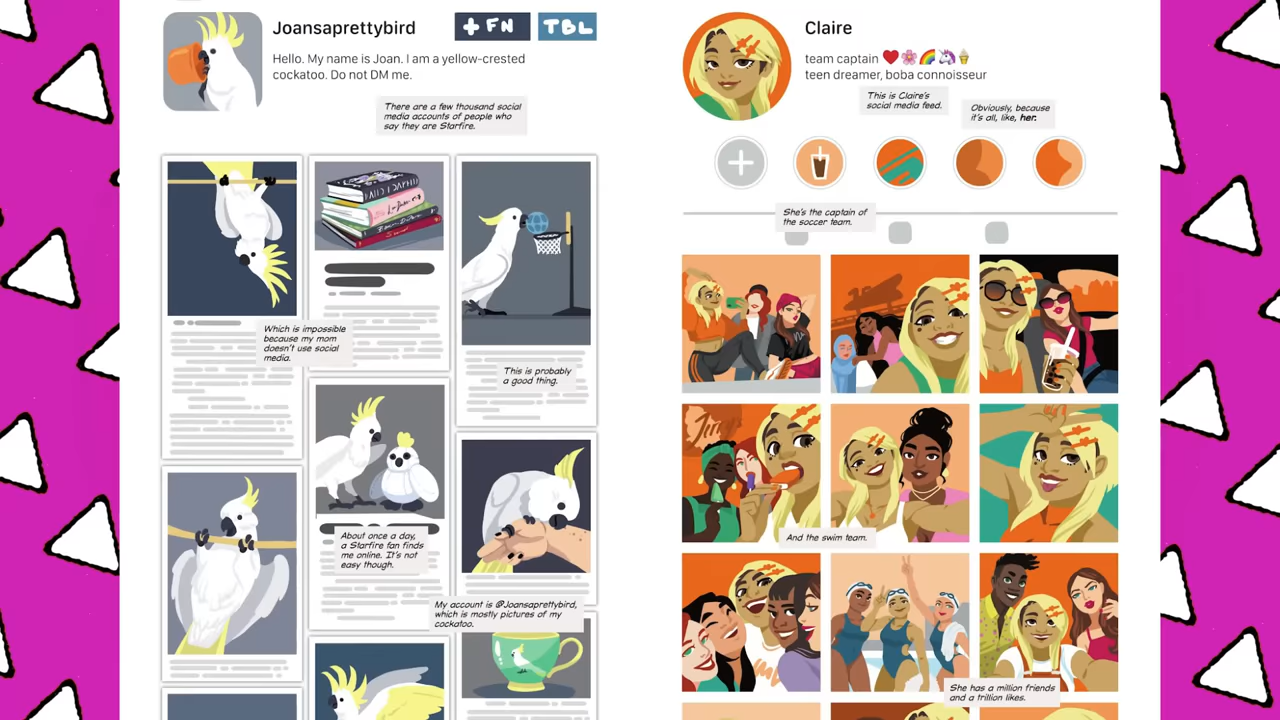 Joansaprettybird
+ FN
TBL
Hello. My name is Joan. I am a yellow-crested
cockatoo. Do not DM me.
There are a few thousand social
media accounts of people who
say they are Starfire.
Which is impossible
because my mom
doesn't use social
media.
This is probably
a good thing.
About once a day,
a Starfire fan finds
me online. It's not
easy though.
My account is @Joansaprettybird,
which is mostly pictures of my
cockatoo.
Claire
team captain ❤️🌸🌈🦄🍦
teen dreamer, boba connoisseur
This is Claire's
social media feed.
Obviously, because
it's all, like, her.
She's the captain of
the soccer team.
And the swim team.
She has a million friends
and a trillion likes.